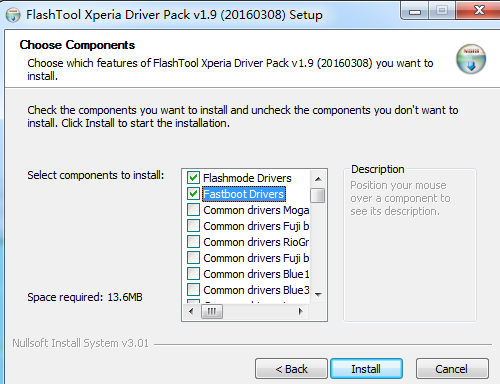 FlashTool Xperia Driver Pack v1.9 (20160308) Setup
Choose Components
Choose which features of FlashTool Xperia Driver Pack v1.9 (20160308) you want to
install.
Check the components you want to install and uncheck the components you don't want to
install. Click Install to start the installation.
Select components to install:
Flashmode Drivers
Fastboot Drivers
Common drivers Moga
Common drivers Fuji b
Common drivers RioGr
Common drivers Fuji b
Common drivers Blue1
Common drivers Blue3
Description
Position your mouse
over a component to
see its description.
Space required: 13.6MB
Nullsoft Install System v3.01
< Back
Install
Cancel